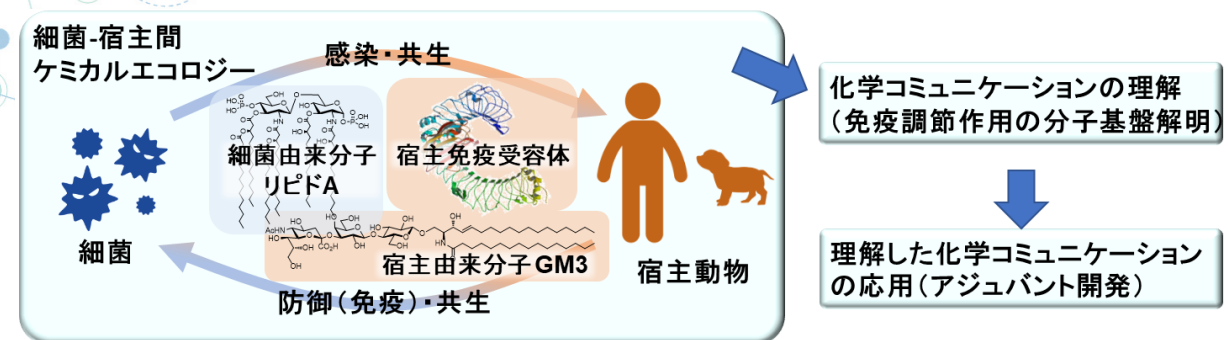 細菌-宿主間
ケミカルエコロジー
感染・共生
細菌由来分子
リピドA
宿主免疫受容体
細菌
宿主由来分子GM3
宿主動物
防御(免疫)・共生
化学コミュニケーションの理解
(免疫調節作用の分子基盤解明)
理解した化学コミュニケーション
の応用(アジュバント開発)